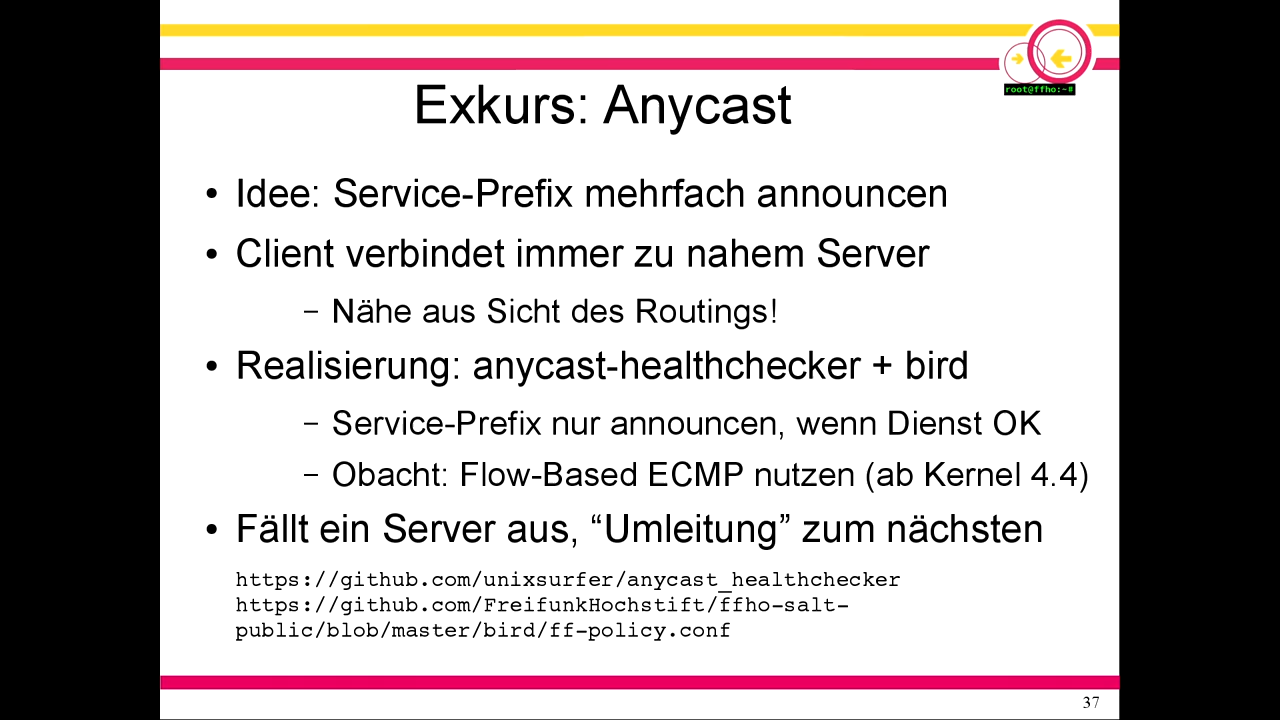 root@ffho:~#
Exkurs: Anycast
• Idee: Service-Prefix mehrfach announcen
• Client verbindet immer zu nahem Server
– Nähe aus Sicht des Routings!
• Realisierung: anycast-healthchecker + bird
– Service-Prefix nur announcen, wenn Dienst OK
– Obacht: Flow-Based ECMP nutzen (ab Kernel 4.4)
• Fällt ein Server aus, “Umleitung” zum nächsten
https://github.com/unixsurfer/anycast_healthchecker
https://github.com/FreifunkHochstift/ffho-salt-
public/blob/master/bird/ff-policy.conf
37